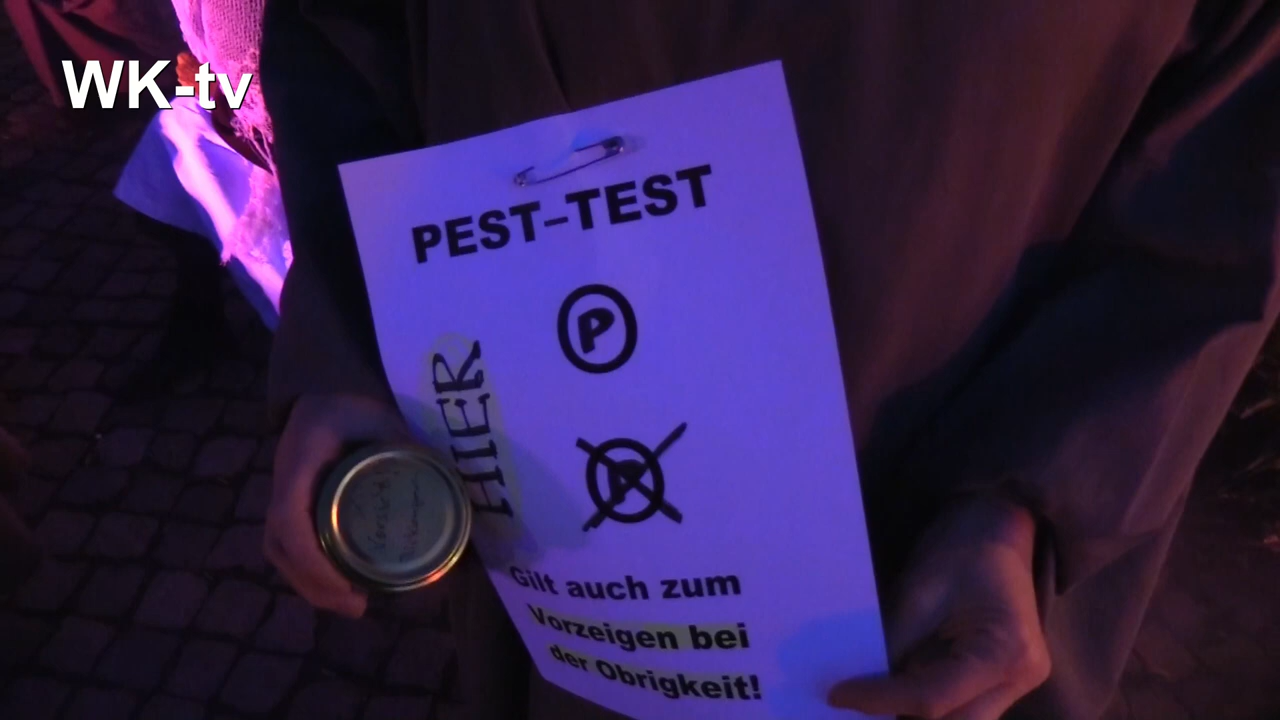 WK-tv
PEST-TEST
P
HIER
P
Gilt auch zum
Vorzeigen bei
der Obrigkeit!